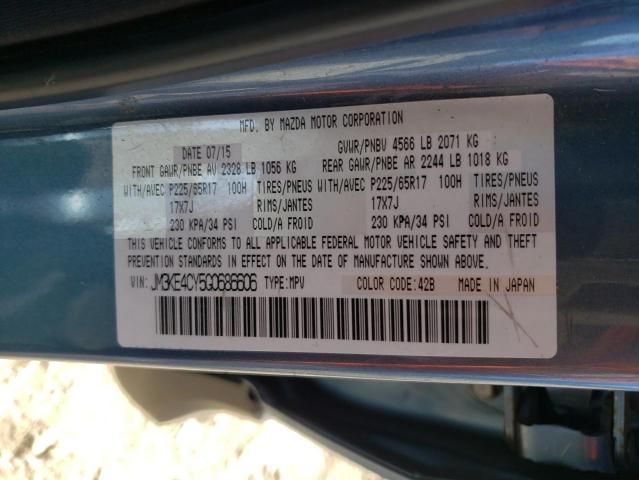 MFD. BY MAZDA MOTOR CORPORATION
DATE 07/15 GVWR/PNBV 4566 LB 2071 KG
FRONT GAWR/PNBE AV 2328 LB 1056 KG REAR GAWR/PNBE AR 2244 LB 1018 KG
WITH/AVEC P225/65R17 100H TIRES/PNEUS WITH/AVEC P225/65R17 100H TIRES/PNEUS
17X7J RIMS/JANTES 17X7J RIMS/JANTES
230 KPA/34 PSI COLD/A FROID 230 KPA/34 PSI COLD/A FROID
THIS VEHICLE CONFORMS TO ALL APPLICABLE FEDERAL MOTOR VEHICLE SAFETY AND THEFT
PREVENTION STANDARDS IN EFFECT ON THE DATE OF MANUFACTURE SHOWN ABOVE.
VIN: JM3KE4CY5G0686606 TYPE:MPV COLOR CODE:42B MADE IN JAPAN